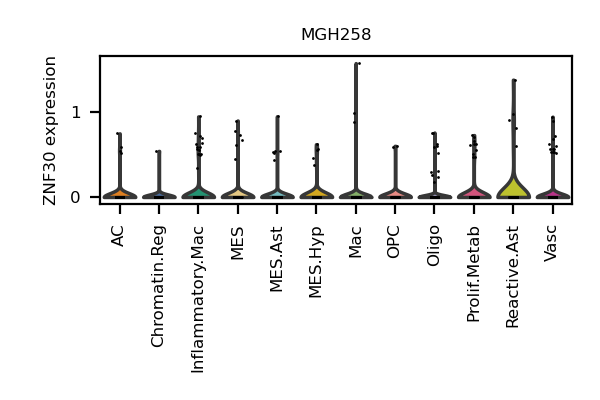 MGH258
ZNF30 expression
1
0
AC
Chromatin.Reg
Inflammatory.Mac
MES
MES.Ast
MES.Hyp
Mac
OPC
Oligo
Prolif.Metab
Reactive.Ast
Vasc